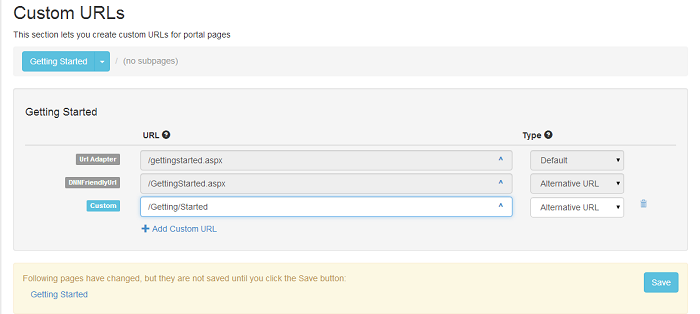 Custom URLs
This section lets you create custom URLs for portal pages
Getting Started / (no subpages)
Getting Started
URL Type
Url Adapter /gettingstarted.aspx Default
DNNFriendlyUrl /GettingStarted.aspx Alternative URL
Custom /Getting/Started Alternative URL
Add Custom URL
Following pages have changed, but they are not saved until you click the Save button:
Save
Getting Started